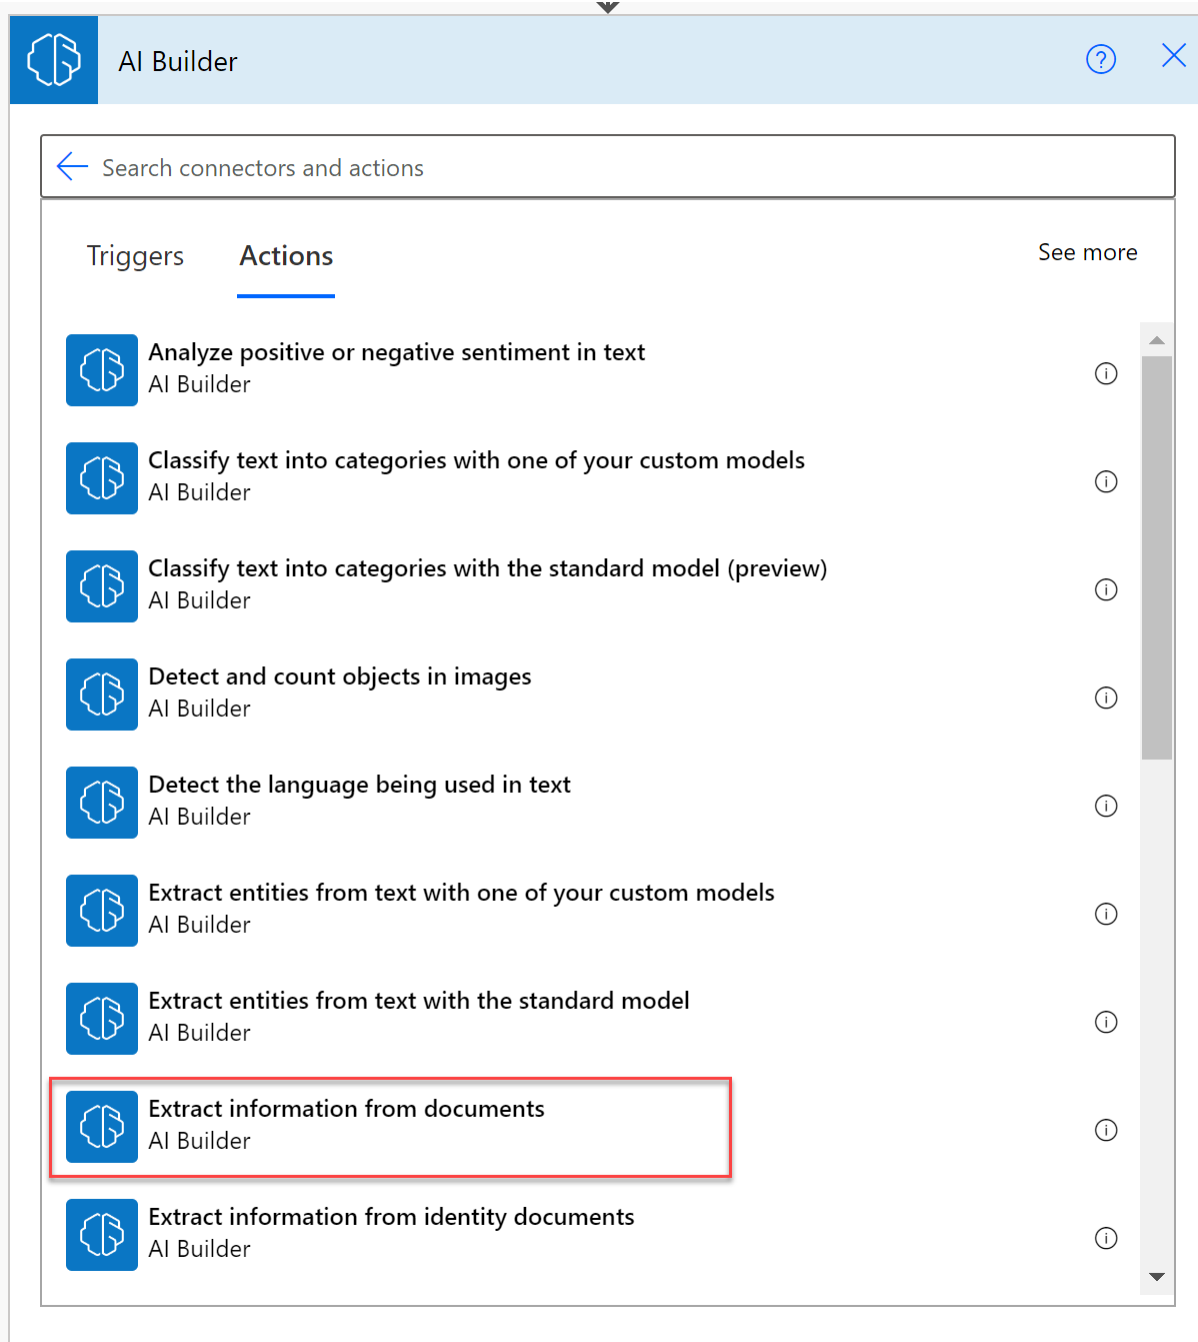 AI Builder
?
Search connectors and actions
Triggers
Actions
See more
Analyze positive or negative sentiment in text
AI Builder
Classify text into categories with one of your custom models
AI Builder
Classify text into categories with the standard model (preview)
AI Builder
Detect and count objects in images
AI Builder
Detect the language being used in text
AI Builder
Extract entities from text with one of your custom models
AI Builder
Extract entities from text with the standard model
AI Builder
Extract information from documents
AI Builder
Extract information from identity documents
AI Builder